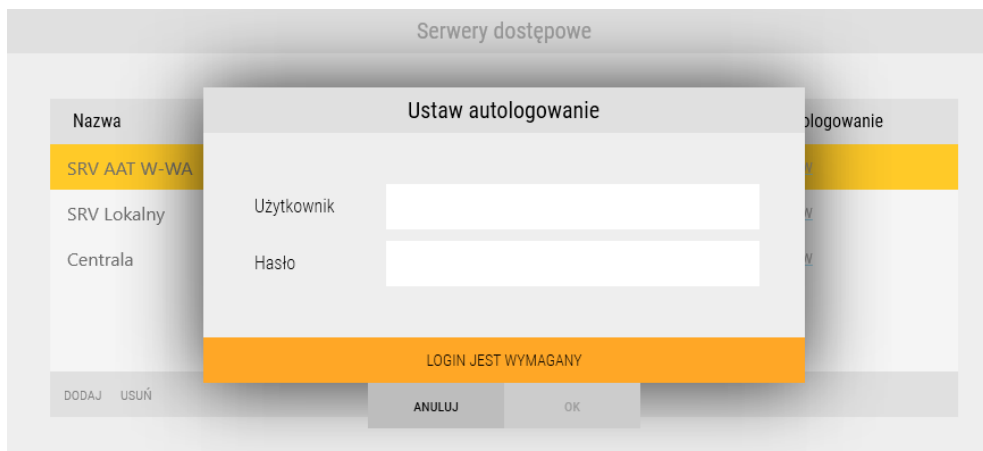 Serwery dostępowe
Ustaw autologowanie
Nazwa
SRV AAT W-WA
SRV Lokalny
Centrala
Użytkownik
Hasło
LOGIN JEST WYMAGANY
DODAJ USUŃ
ANULUJ OK